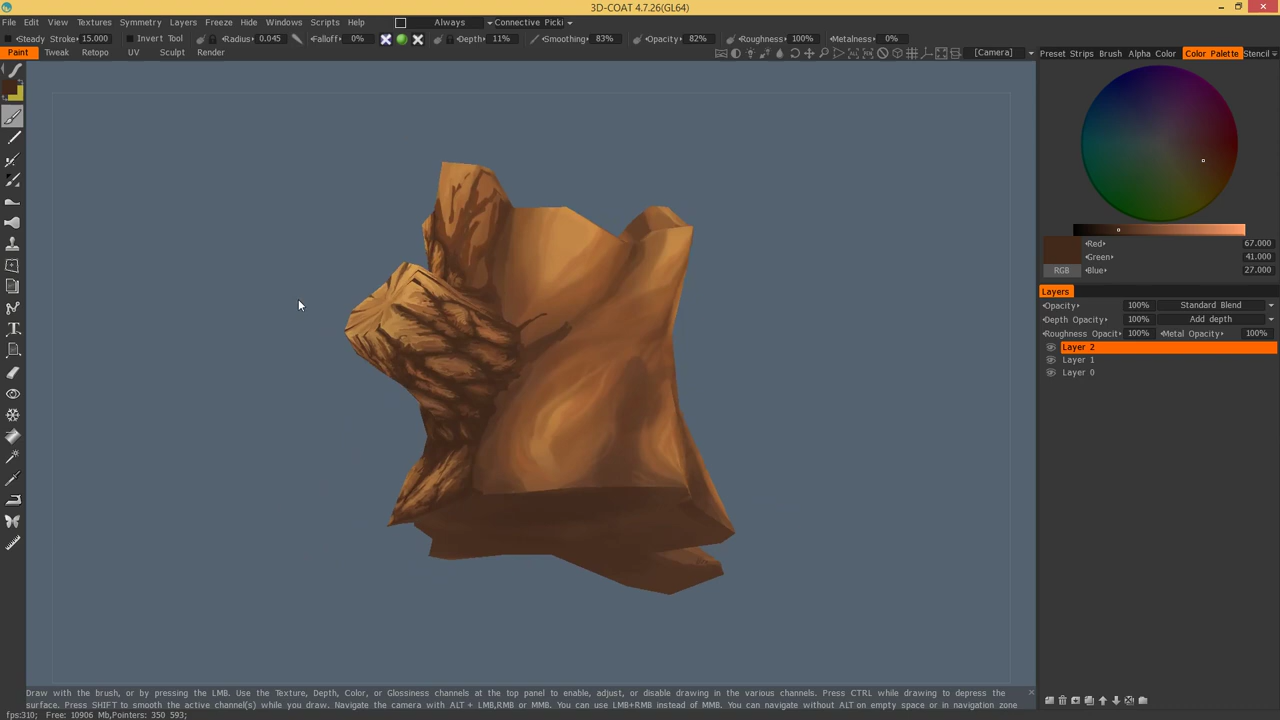 3D-COAT 4.7.26(GL64)
File Edit View Textures Symmetry Layers Freeze Hide Windows Scripts Help Always Connective Picki
Steady Stroke 15.000 Invert Tool Radius 0.045 Falloff 0% Depth 11% Smoothing 83% Opacity 82% Roughness 100% Metalness 0%
Paint Tweak Retopo UV Sculpt Render [Camera] Preset Strips Brush Alpha Color Color Palette Stencil
Red 67.000
Green 41.000
RGB Blue 27.000
Layers
Opacity 100% Standard Blend
Depth Opacity 100% Add depth
Roughness Opacit 100% Metal Opacity 100%
Layer 2
Layer 1
Layer 0
Draw with the brush, or by pressing the LMB. Use the Texture, Depth, Color, or Glossiness channels at the top panel to enable, adjust, or disable drawing in the various channels. Press CTRL while drawing to depress the
surface. Press SHIFT to smooth the active channel(s) while you draw. Navigate the camera with ALT + LMB,RMB or MMB. You can use LMB+RMB instead of MMB. You can navigate without ALT on empty space or in navigation zone
fps:310; Free: 10906 Mb,Pointers: 350 593;